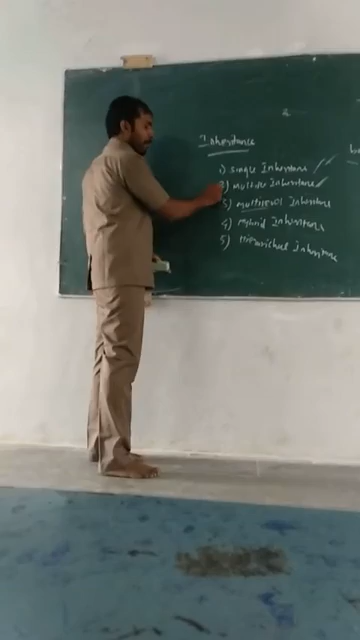 Inheritance
1) Single Inheritance
2) Multiple Inheritance
3) Multilevel Inheritance
4) Hybrid Inheritance
5) Hierarchical Inheritance